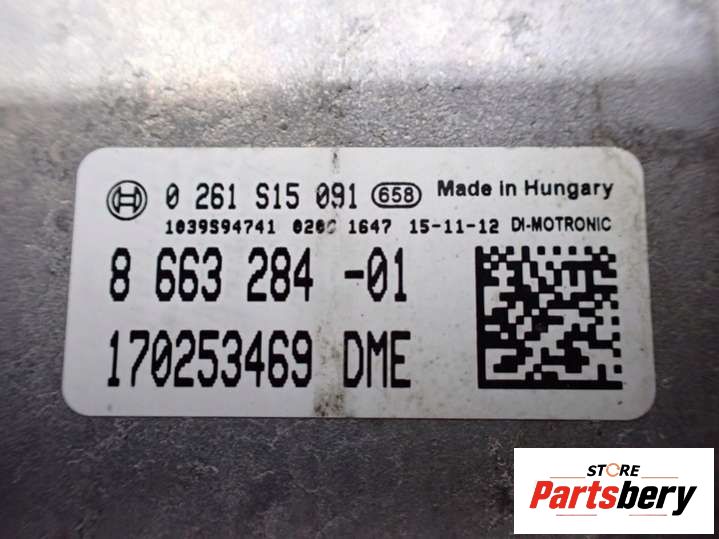 0 261 S15 091 658 Made in Hungary
1039S94741 1647 15-11-12 DI-MOTRONIC
8 663 284 -01
170253469 DME
STORE
Partsbery